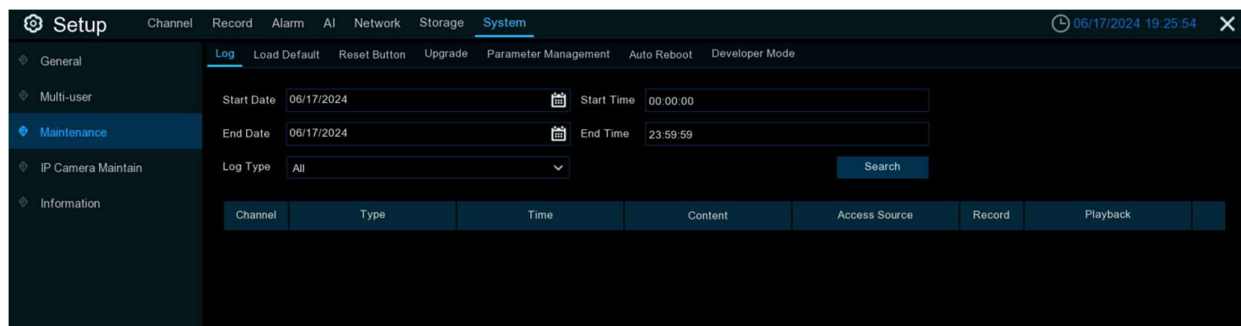 Setup Channel Record Alarm AI Network Storage System 06/17/2024 19:25:54
General
Multi-user
Maintenance
IP Camera Maintain
Information
Log Load Default Reset Button Upgrade Parameter Management Auto Reboot Developer Mode
Start Date 06/17/2024 Start Time 00:00:00
End Date 06/17/2024 End Time 23:59:59
Log Type All Search
Channel Type Time Content Access Source Record Playback